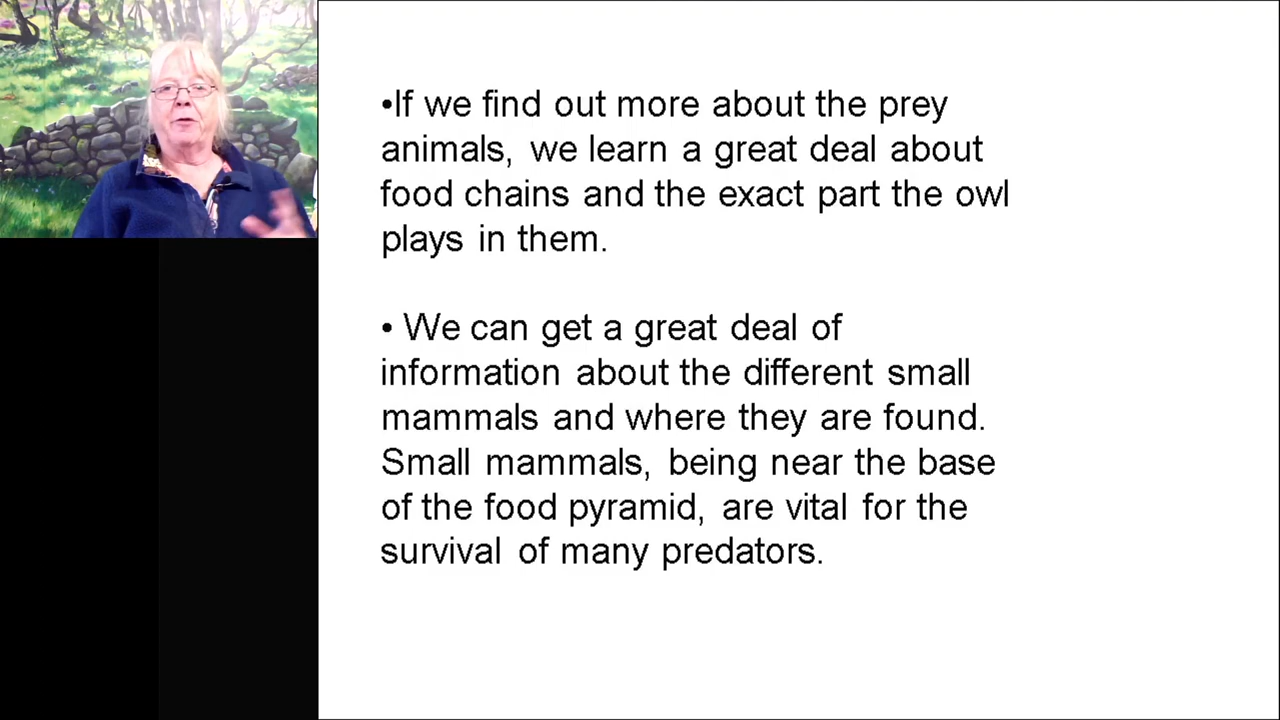 •If we find out more about the prey
animals, we learn a great deal about
food chains and the exact part the owl
plays in them.
• We can get a great deal of
information about the different small
mammals and where they are found.
Small mammals, being near the base
of the food pyramid, are vital for the
survival of many predators.